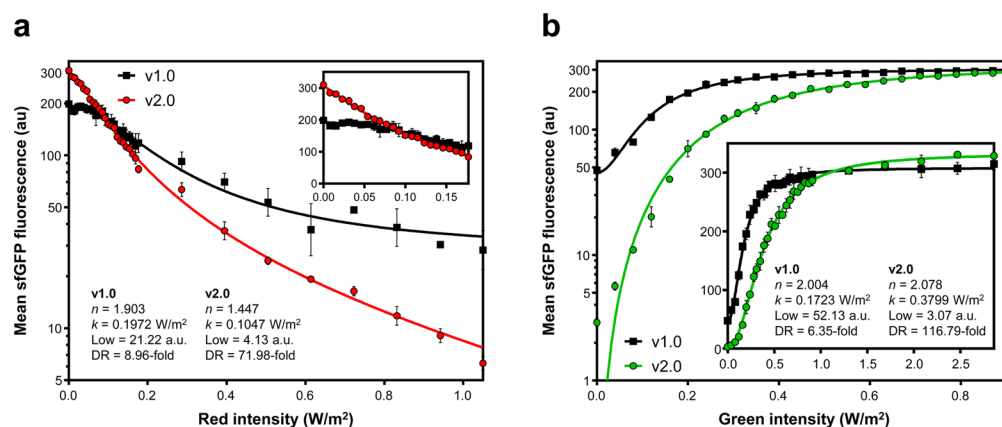 a
Mean sfGFP fluorescence (au)
300
200
100
50
30
10
5
0.0
0.2
0.4
0.6
0.8
1.0
Red intensity (W/m²)
v1.0
v2.0
300
200
100
0
0.00
0.05
0.10
0.15
v1.0
n = 1.903
k = 0.1972 W/m²
Low = 21.22 a.u.
DR = 8.96-fold
v2.0
n = 1.447
k = 0.1047 W/m²
Low = 4.13 a.u.
DR = 71.98-fold
b
Mean sfGFP fluorescence (au)
300
200
100
50
30
10
5
3
1
0.0
0.2
0.4
0.6
0.8
Green intensity (W/m²)
v1.0
v2.0
300
200
100
0
0.0
0.5
1.0
1.5
2.0
2.5
v1.0
n = 2.004
k = 0.1723 W/m²
Low = 52.13 a.u.
DR = 6.35-fold
v2.0
n = 2.078
k = 0.3799 W/m²
Low = 3.07 a.u.
DR = 116.79-fold